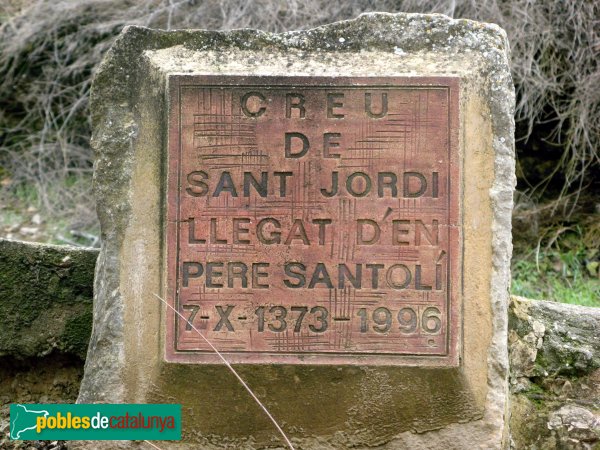 CREU
DE
SANT JORDI
LLEGAT D'EN
PERE SANTOLÍ
7-X-1373-1996
poblesdecatalunya